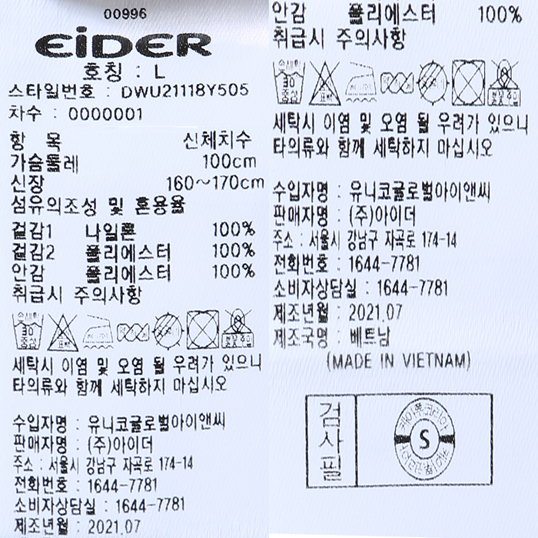 00996
EiDER
호칭 : L
스타일번호 : DWU21118Y505
차수 : 0000001
항 목 신체치수
가슴둘레 100cm
신장 160～170cm
섬유의조성 및 혼용율
겉감1 나일론 100%
겉감2 폴리에스터 100%
안감 폴리에스터 100%
취급시 주의사항
30
중성
세탁시 이염 및 오염 될 우려가 있으니
타의류와 함께 세탁하지 마십시오
수입자명 : 유니코글로벌아이앤씨
판매자명 : (주)아이더
주소 : 서울시 강남구 자곡로 174-14
전화번호 : 1644-7781
소비자상담실 : 1644-7781
제조년월 : 2021.07
안감 폴리에스터 100%
취급시 주의사항
30
중성
세탁시 이염 및 오염 될 우려가 있으니
타의류와 함께 세탁하지 마십시오
수입자명 : 유니코글로벌아이앤씨
판매자명 : (주)아이더
주소 : 서울시 강남구 자곡로 174-14
전화번호 : 1644-7781
소비자상담실 : 1644-7781
제조년월 : 2021.07
제조국명 : 베트남
(MADE IN VIETNAM)
검사필
S